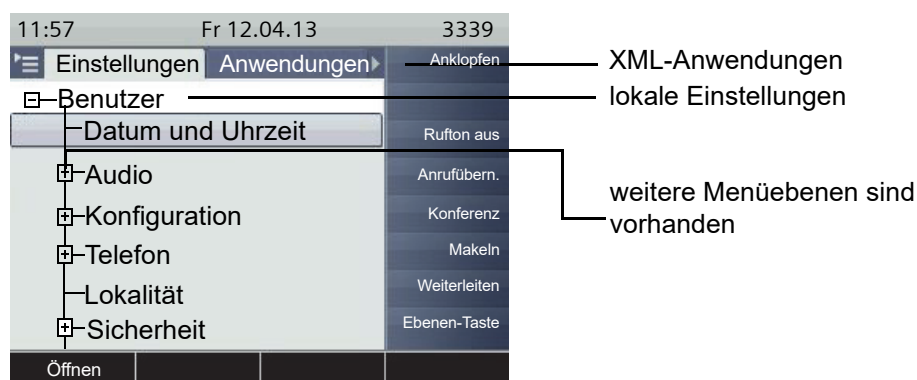 11:57 Fr 12.04.13 3339
Einstellungen Anwendungen
Anklopfen
XML-Anwendungen
Benutzer
lokale Einstellungen
Datum und Uhrzeit
Rufton aus
Audio
Anrufübern.
weitere Menüebenen sind
vorhanden
Konfiguration
Konferenz
Telefon
Makeln
Lokalität
Weiterleiten
Sicherheit
Ebenen-Taste
Öffnen